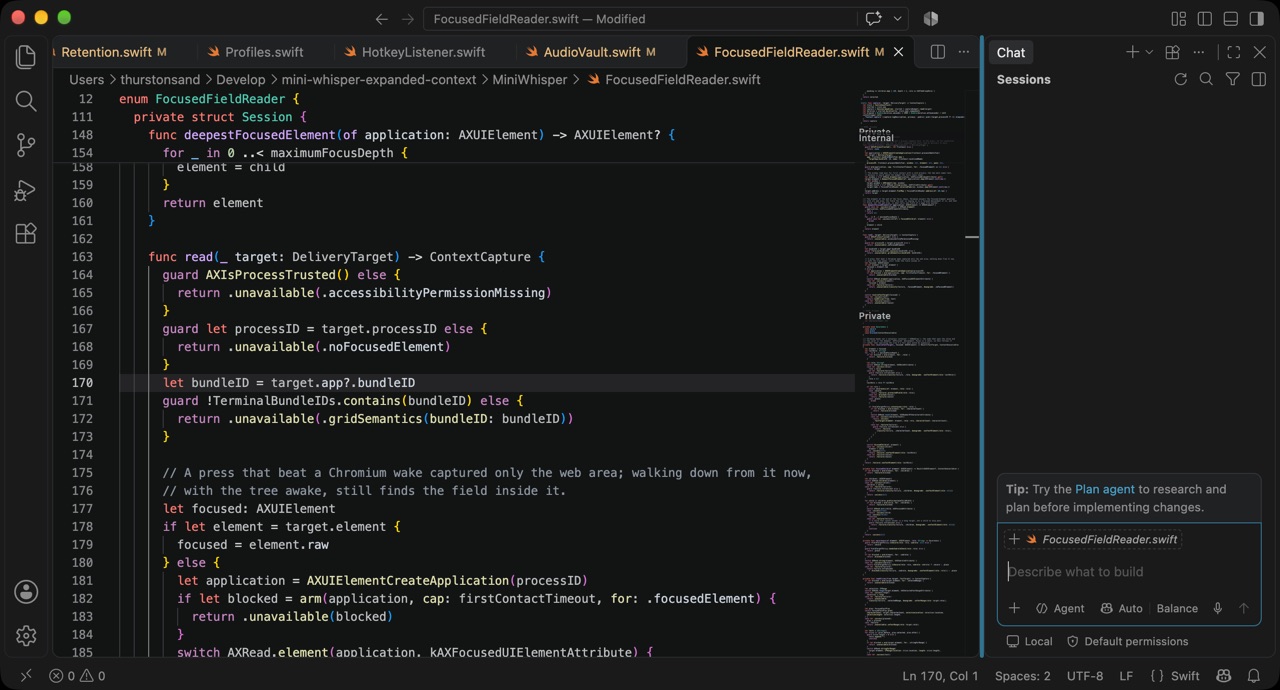 FocusedFieldReader.swift — Modified
Retention.swift M
Profiles.swift
HotkeyListener.swift
AudioVault.swift M
FocusedFieldReader.swift M
Users > thurstonsand > Develop > mini-whisper-expanded-context > MiniWhisper > FocusedFieldReader.swift
12 enum FocusedFieldReader {
111 private struct Session {
148 func deepestFocusedElement(of application: AXUIElement) -> AXUIElement? {
154 for _ in 0 ..< maximumFocusDepth {
158 element = child
159 }
160 return element
161 }
162
163 func read(_ target: DeliveryTarget) -> ContextCapture {
164 guard AXIsProcessTrusted() else {
165 return .unavailable(.accessibilityPermissionMissing)
166 }
167 guard let processID = target.processID else {
168 return .unavailable(.noFocusedElement)
169 }
170 let bundleID = target.app?.bundleID
171 guard !TerminalBundleIDs.contains(bundleID) else {
172 return .unavailable(.gridSemantics(bundleID: bundleID))
173 }
174
175 // A press that beat a Chromium wake captured only the web area; walking down from it now,
176 // with the tree awake, still finds the field inside it.
177 let focused: AXUIElement
178 if let element = target.element {
179 focused = element.raw
180 } else {
181 let application = AXUIElementCreateApplication(processID)
182 if let blocked = arm(application, cap: firstContactTimeout, for: .focusedElement) {
183 return .unavailable(blocked)
184 }
185 switch AXRead.element(application, kAXFocusedUIElementAttribute) {
Private
Internal
Private
Chat
Sessions
Tip: Try the Plan agent to research and
plan before implementing changes.
FocusedFieldReader.swift
Describe what to build
Agent
Auto
Balance
Local
Default permissions
0 0
Ln 170, Col 1
Spaces: 2
UTF-8
LF
{ } Swift